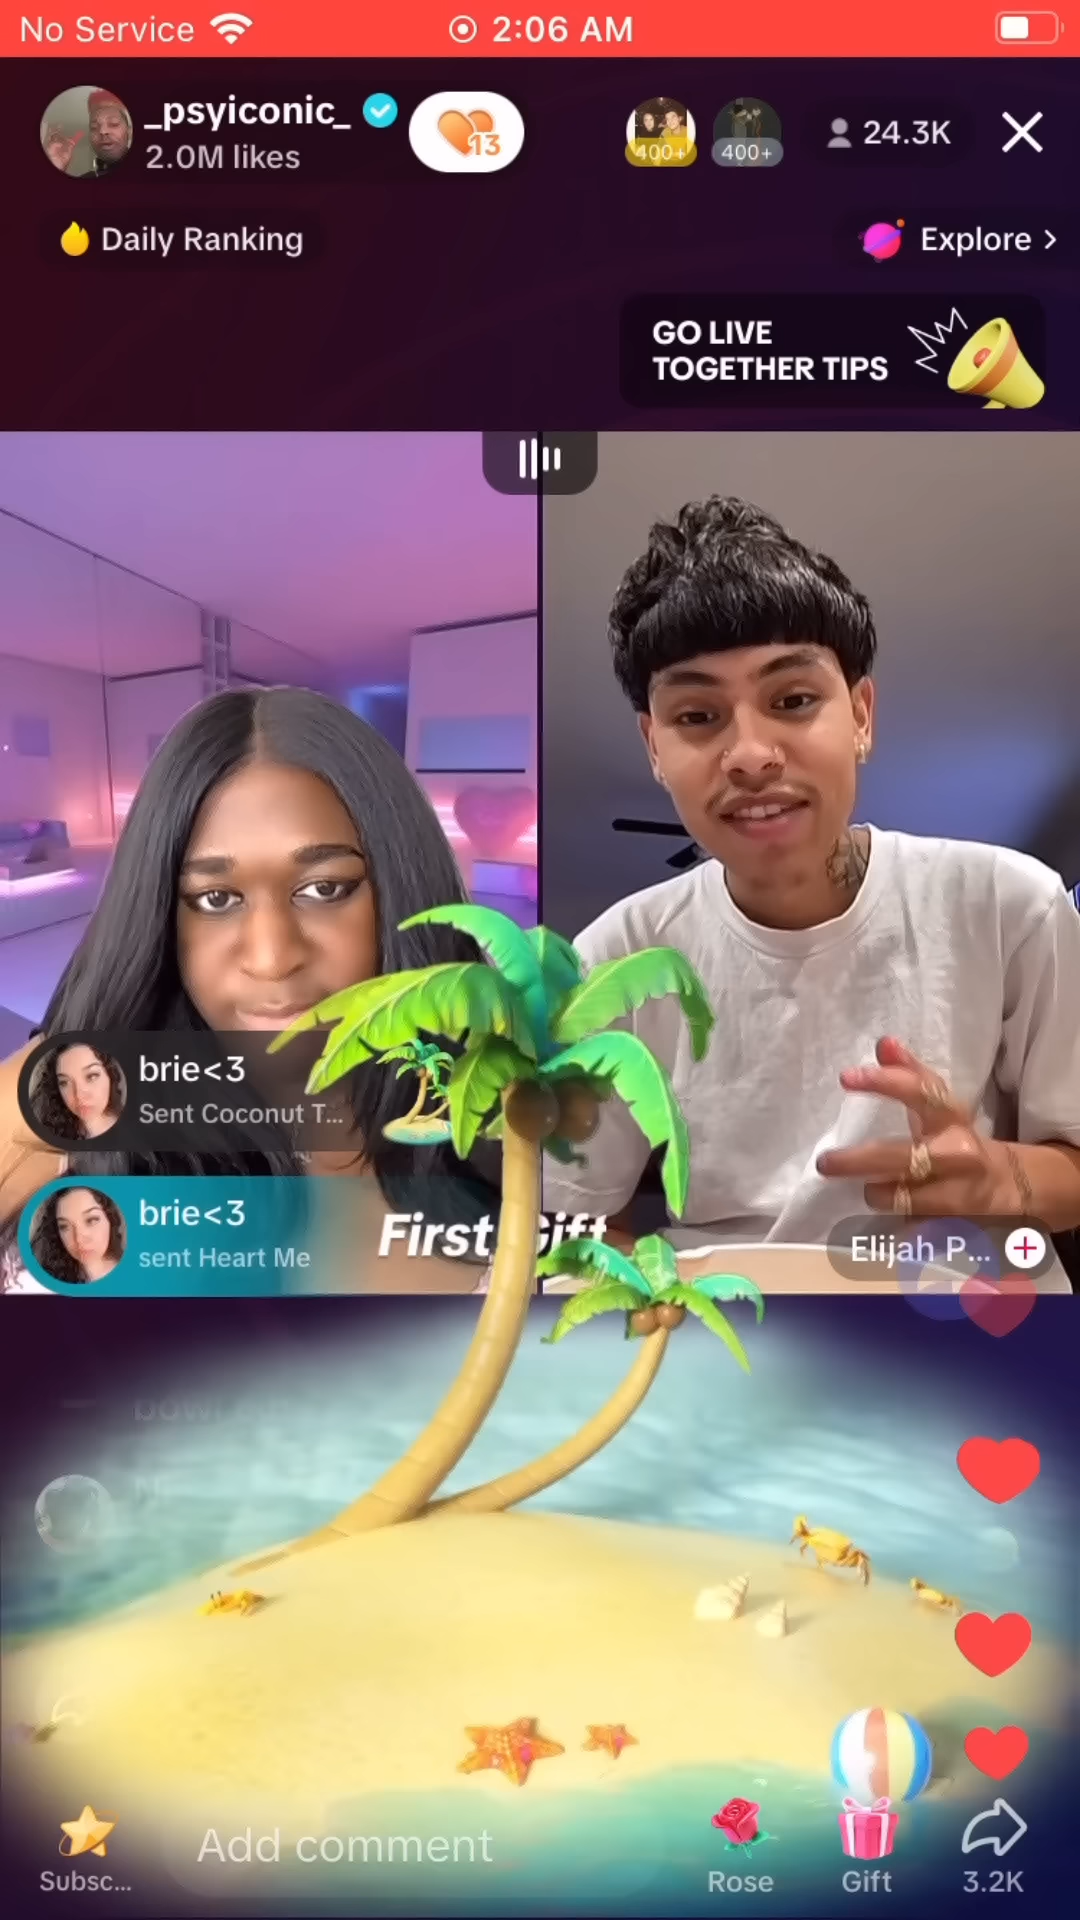 No Service 2:06 AM
_psyiconic_
2.0M likes
13
400+
400+
24.3K
Daily Ranking
Explore >
GO LIVE
TOGETHER TIPS
brie<3
Sent Coconut T...
brie<3
sent Heart Me
First Gift
Elijah P...
Add comment
Subsc...
Rose
Gift
3.2K